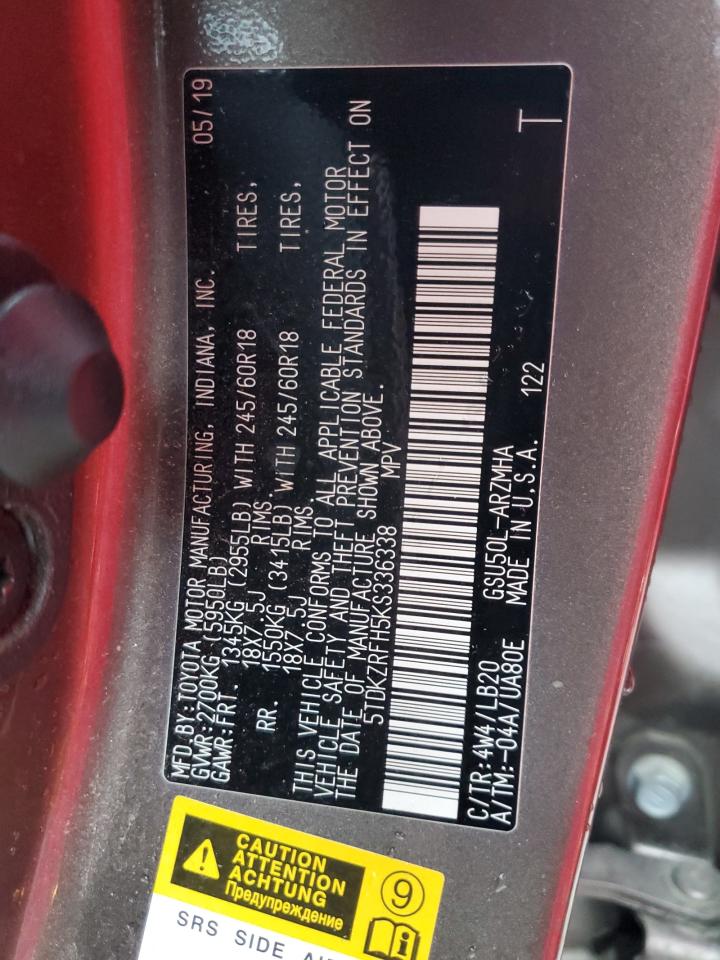 MFD.BY:TOYOTA MOTOR MANUFACTURING, INDIANA, INC. 05/19
GVWR:2700KG (5950LB)
GAWR:FRT. 1345KG (2955LB) WITH 245/60R18 TIRES,
18X7.5J RIMS
RR. 1550KG (3415LB) WITH 245/60R18 TIRES,
18X7.5J RIMS
THIS VEHICLE CONFORMS TO ALL APPLICABLE FEDERAL MOTOR
VEHICLE SAFETY AND THEFT PREVENTION STANDARDS IN EFFECT ON
THE DATE OF MANUFACTURE SHOWN ABOVE.
5TDKZRFH5KS336338 MPV
T
C/TR:4W4/LB20 GSU50L-ARZMHA
A/TM:-04A/UA80E MADE IN U.S.A. 122
CAUTION
ATTENTION
ACHTUNG
Предупреждение
9
i
SRS SIDE